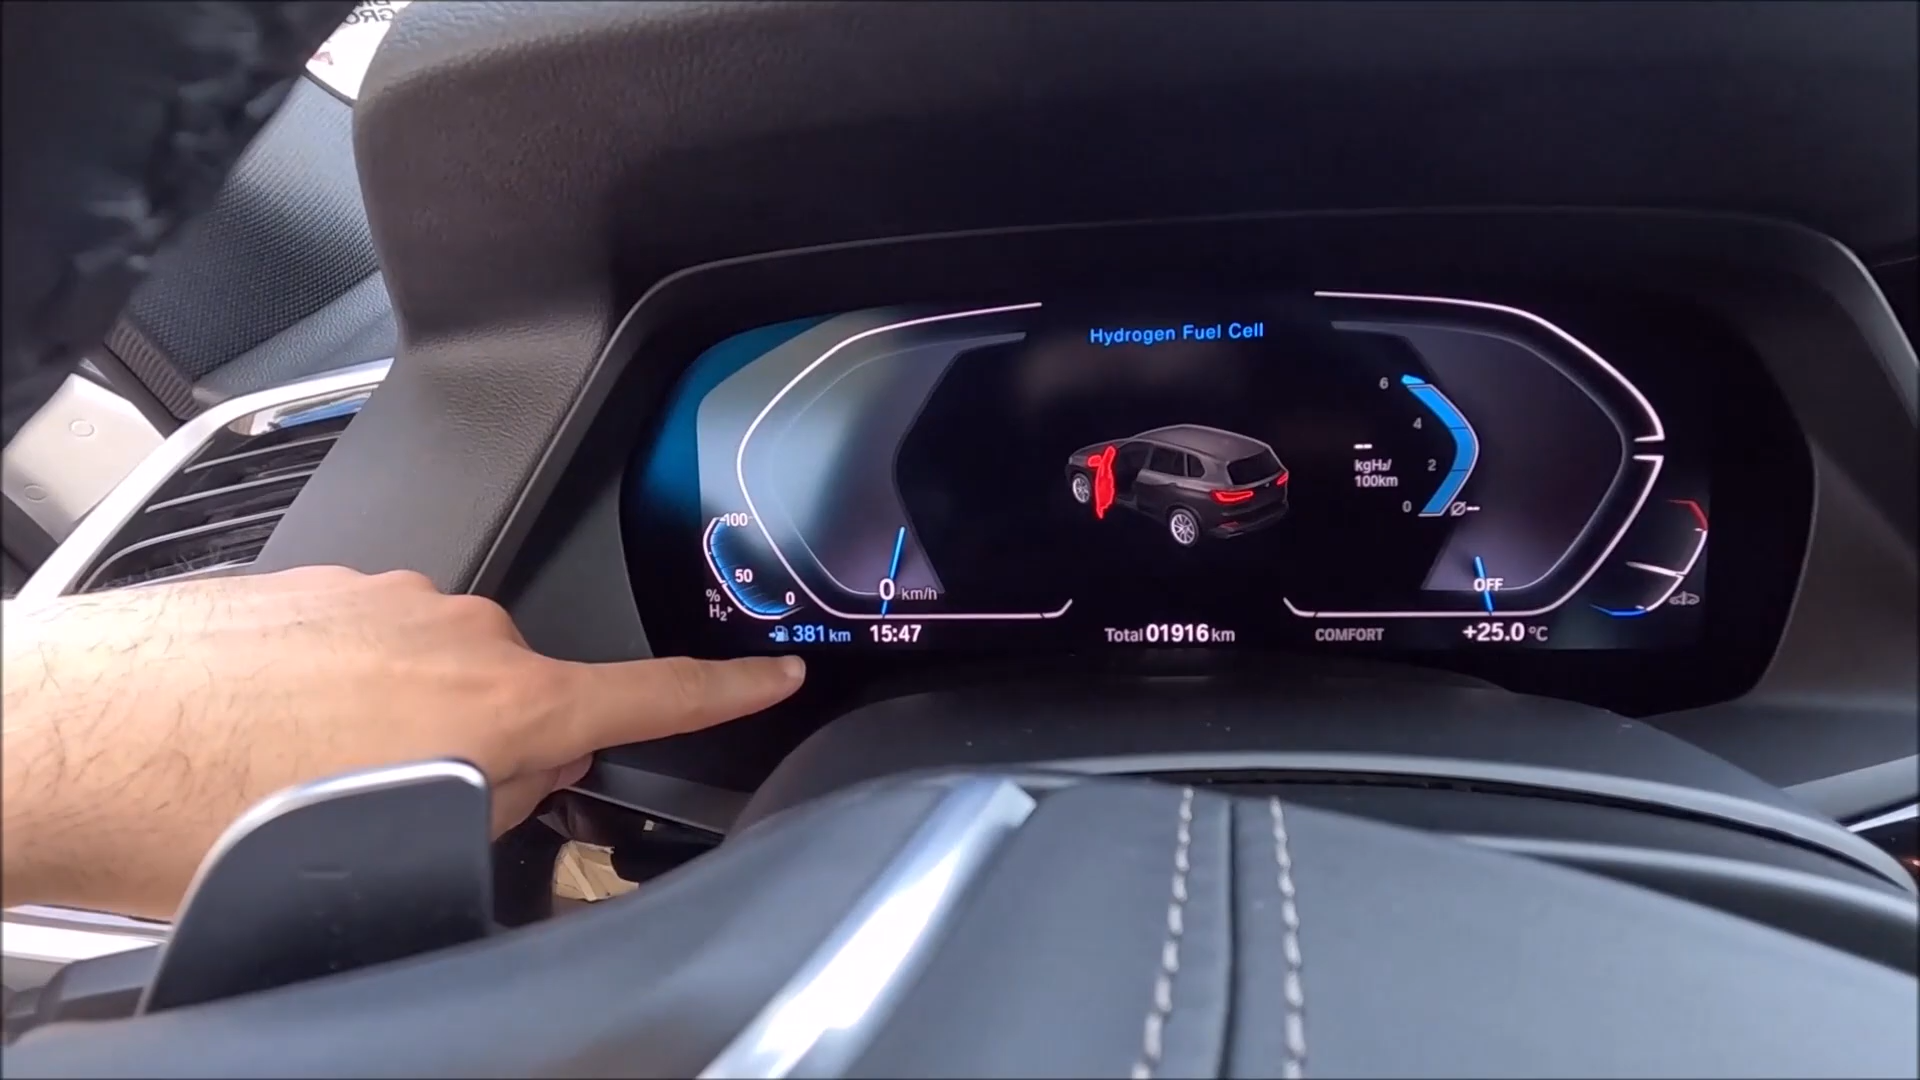 Hydrogen Fuel Cell
6
4
2
0
--
kgH₂/
100km
Ø--
100
50
0
%
H₂
0 km/h
OFF
381 km
15:47
Total 01916 km
COMFORT
+25.0 °C